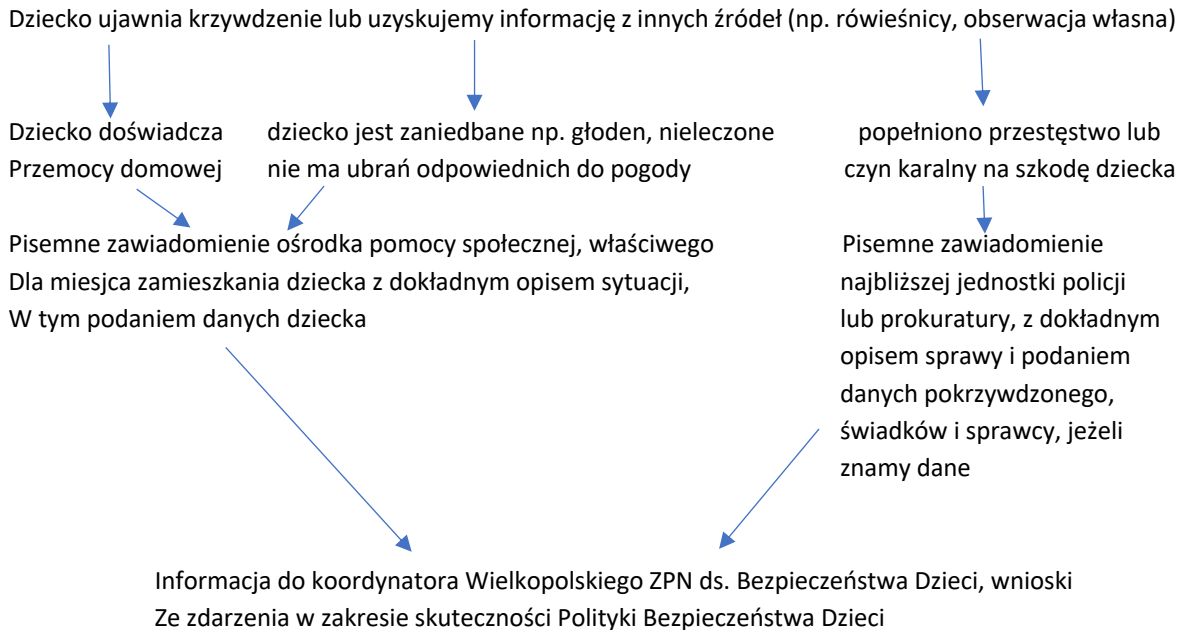 Dziecko ujawnia krzywdzenie lub uzyskujemy informację z innych źródeł (np. rówieśnicy, obserwacja własna)
Dziecko doświadcza
Przemocy domowej
dziecko jest zaniedbane np. głoden, nieleczone
nie ma ubrań odpowiednich do pogody
popełniono przestęstwo lub
czyn karalny na szkodę dziecka
Pisemne zawiadomienie ośrodka pomocy społecznej, właściwego
Dla miesjca zamieszkania dziecka z dokładnym opisem sytuacji,
W tym podaniem danych dziecka
Pisemne zawiadomienie
najbliższej jednostki policji
lub prokuratury, z dokładnym
opisem sprawy i podaniem
danych pokrzywdzonego,
świadków i sprawcy, jeżeli
znamy dane
Informacja do koordynatora Wielkopolskiego ZPN ds. Bezpieczeństwa Dzieci, wnioski
Ze zdarzenia w zakresie skuteczności Polityki Bezpieczeństwa Dzieci